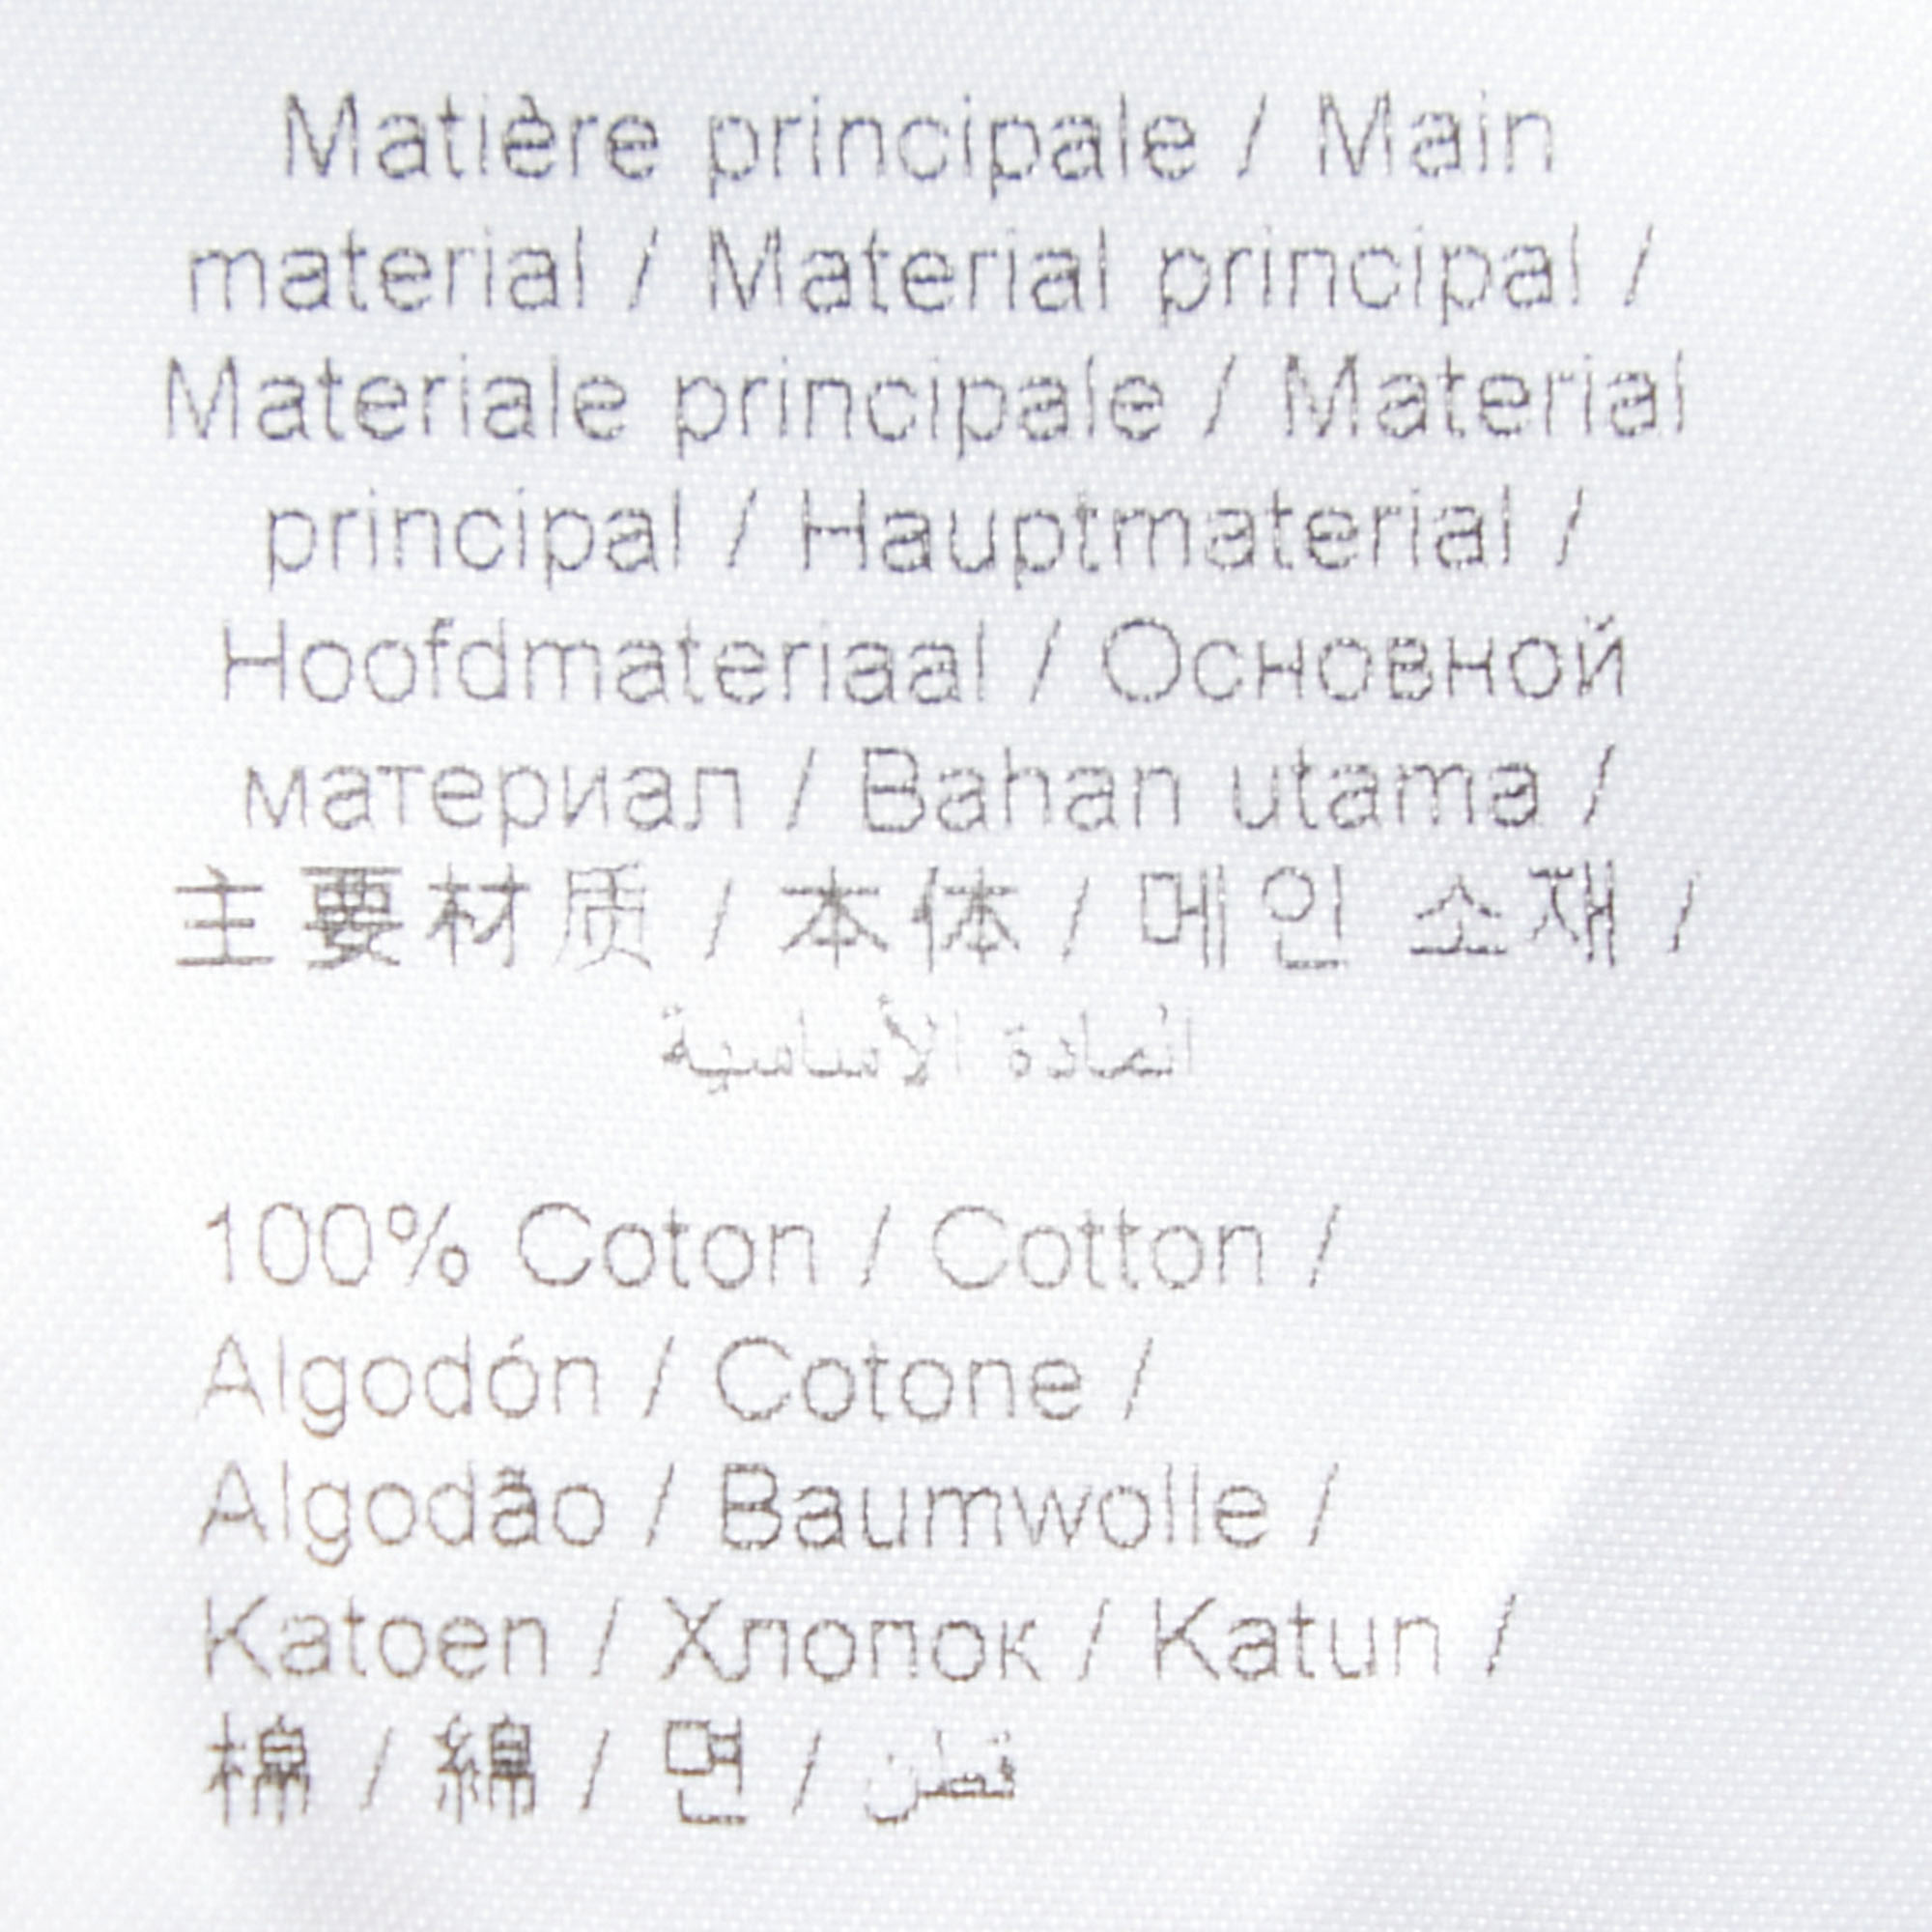 Matière principale / Main
material / Material principal /
Materiale principale / Material
principal / Hauptmaterial /
Hoofdmateriaal / Основной
материал / Bahan utama /
主要材质 / 本体 / 메인 소재 /
المادة الأساسية
100% Coton / Cotton /
Algodón / Cotone /
Algodão / Baumwolle /
Katoen / Хлопок / Katun /
棉 / 綿 / 면 / قطن